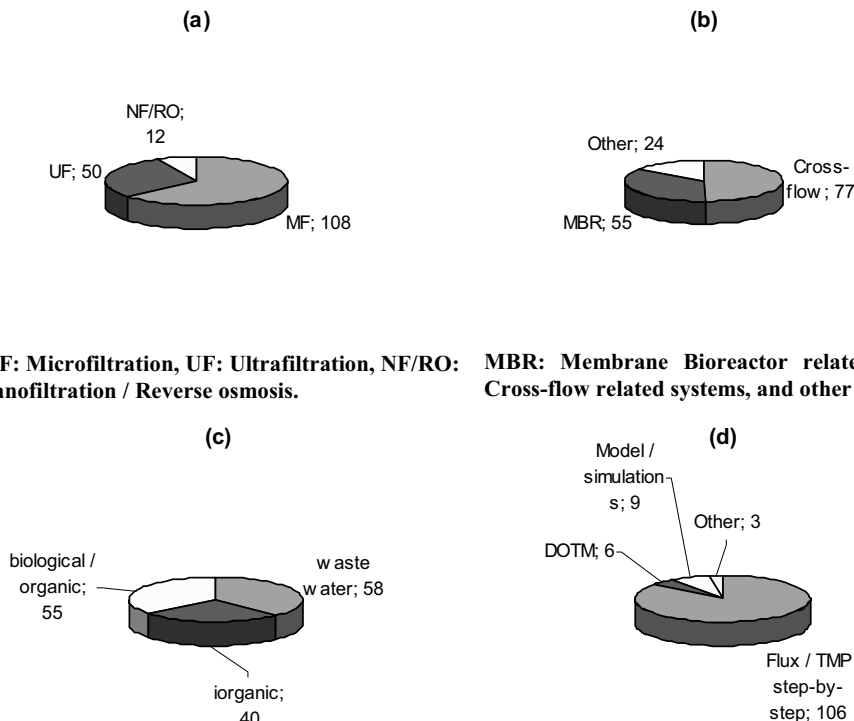 (a)
NF/RO;
12
UF; 50
MF; 108
(b)
Other; 24
Cross-
flow; 77
MBR; 55
F: Microfiltration, UF: Ultrafiltration, NF/RO:
anofiltration / Reverse osmosis.
MBR: Membrane Bioreactor relate
Cross-flow related systems, and other
(c)
biological /
organic;
55
waste
water; 58
iorganic;
40
(d)
Model /
simulation
s; 9
Other; 3
DOTM; 6
Flux / TMP
step-by-
step; 106